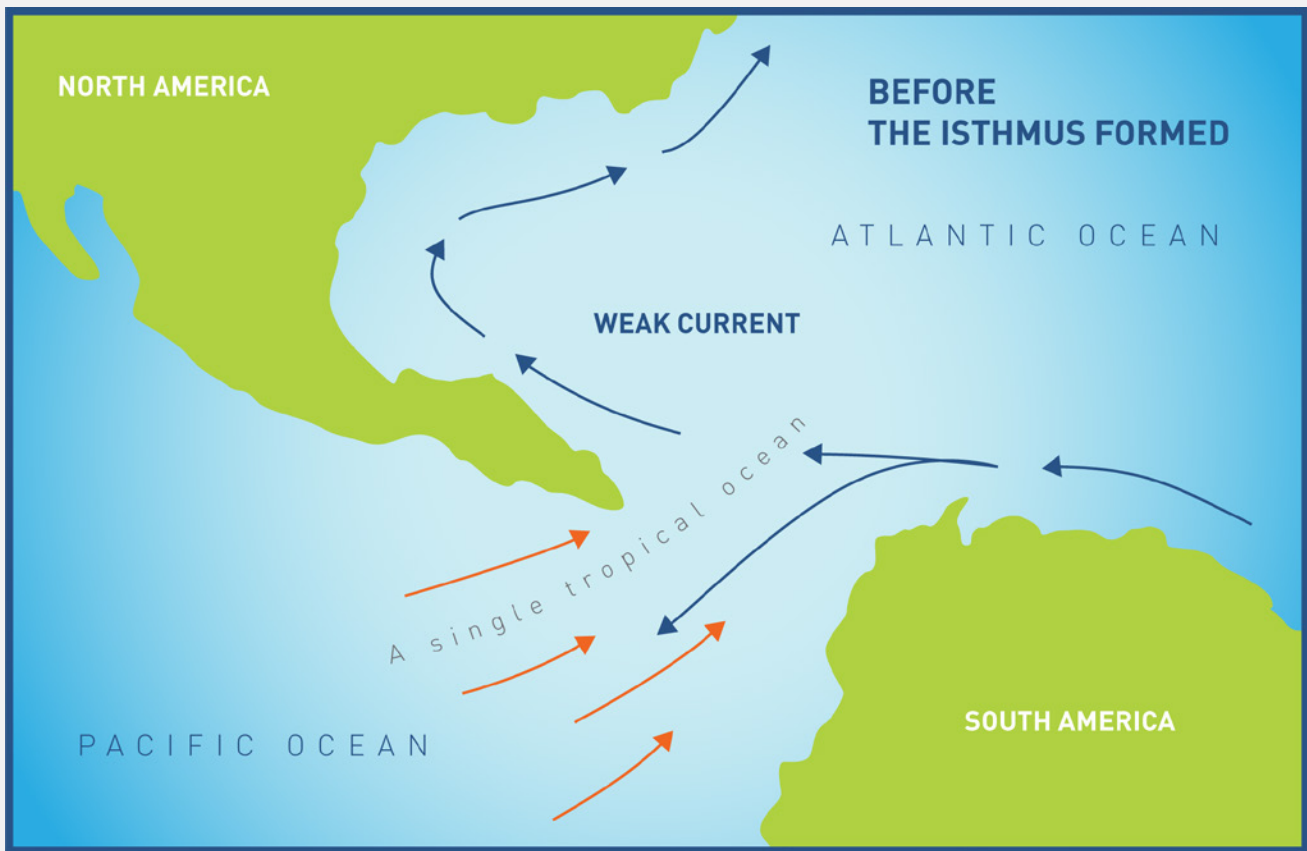 NORTH AMERICA
BEFORE
THE ISTHMUS FORMED
ATLANTIC OCEAN
WEAK CURRENT
A single tropical ocean
SOUTH AMERICA
PACIFIC OCEAN